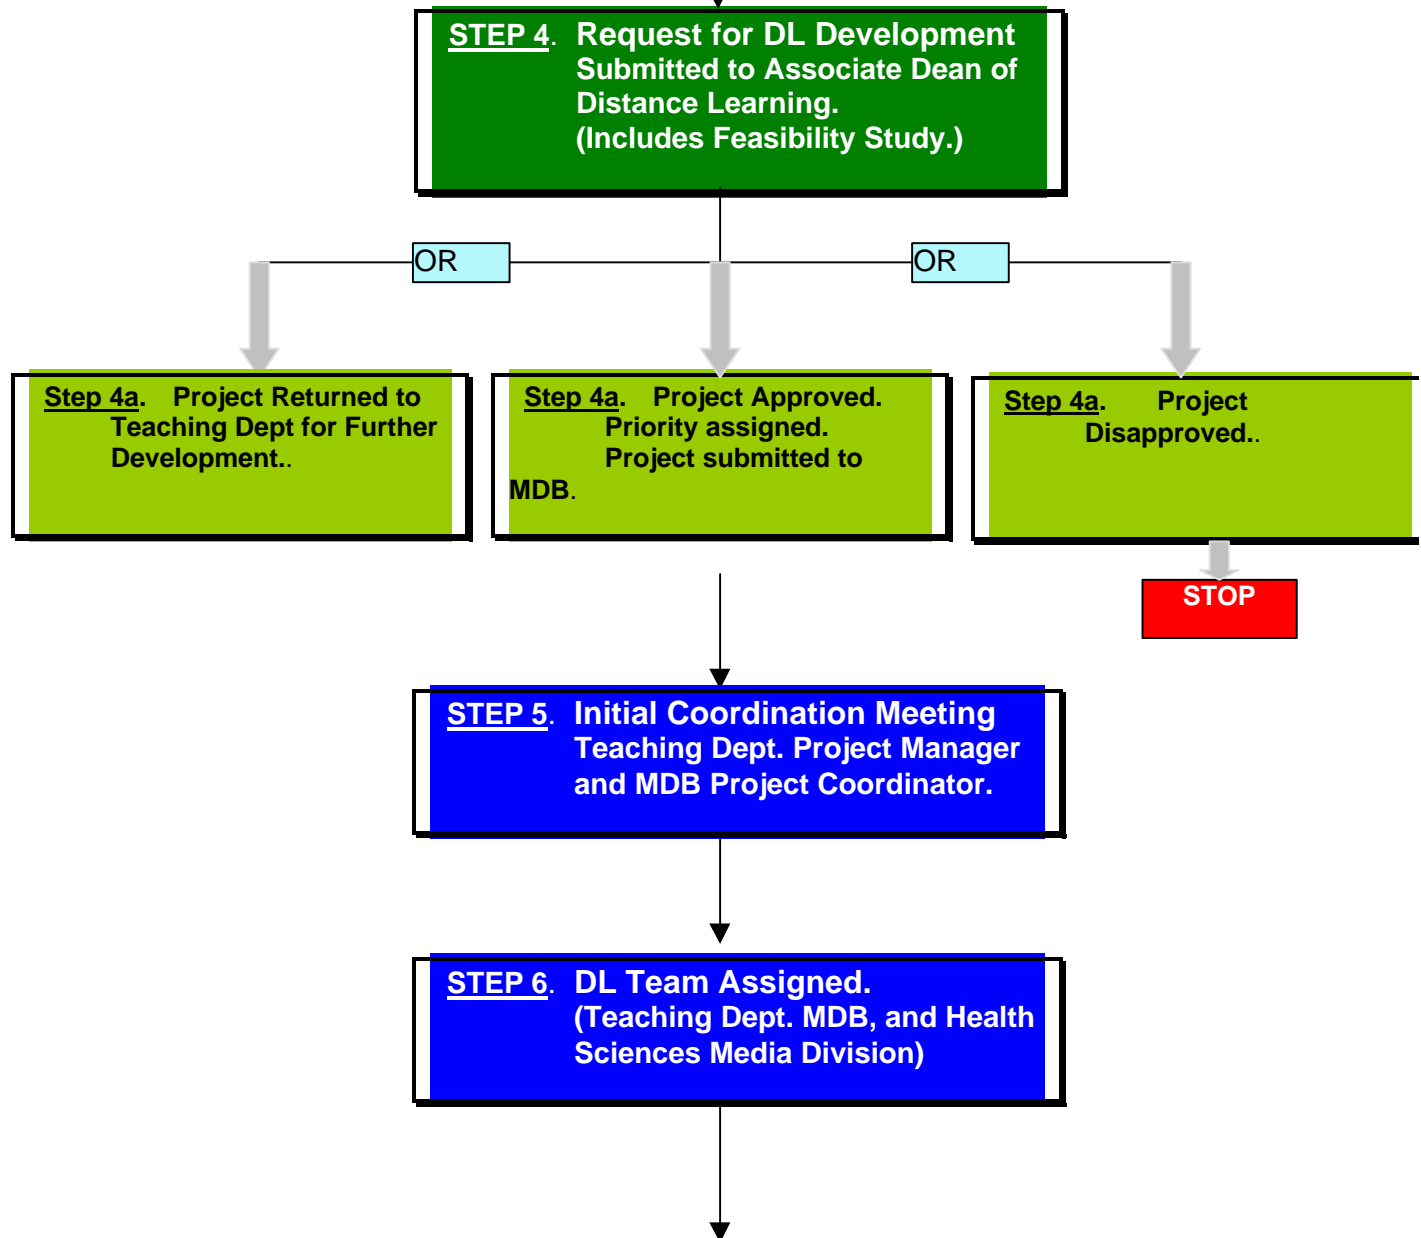 STEP 4. Request for DL Development
Submitted to Associate Dean of
Distance Learning.
(Includes Feasibility Study.)
OR
OR
Step 4a. Project Returned to
Teaching Dept for Further
Development..
Step 4a. Project Approved.
Priority assigned.
Project submitted to
MDB.
Step 4a. Project
Disapproved..
STOP
STEP 5. Initial Coordination Meeting
Teaching Dept. Project Manager
and MDB Project Coordinator.
STEP 6. DL Team Assigned.
(Teaching Dept. MDB, and Health
Sciences Media Division)